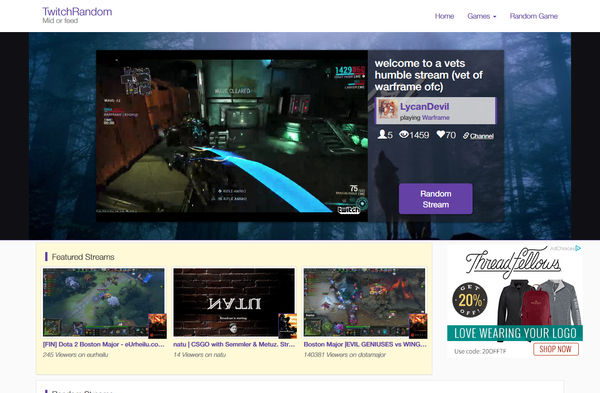 TwitchRandom
Mid or feed
Home
Games
Random Game
welcome to a vets
humble stream (vet of
warframe ofc)
LycanDevil
playing Warframe
5
1459
70
Channel
Random
Stream
WAVE CLEARED
75
RIFLE AMMO
twitch
Featured Streams
NATU
[FIN] Dota 2 Boston Major - eUrheilu.co...
245 Viewers on eurheilu
natu | CSGO with Semmler & Metuz. Str...
14 Viewers on natu
Boston Major |EVIL GENIUSES vs WING...
140381 Viewers on dotamajor
AdChoices
ThreadFellows
GET
20%
OFF!
LOVE WEARING YOUR LOGO
Use code: 20OFFTF
SHOP NOW